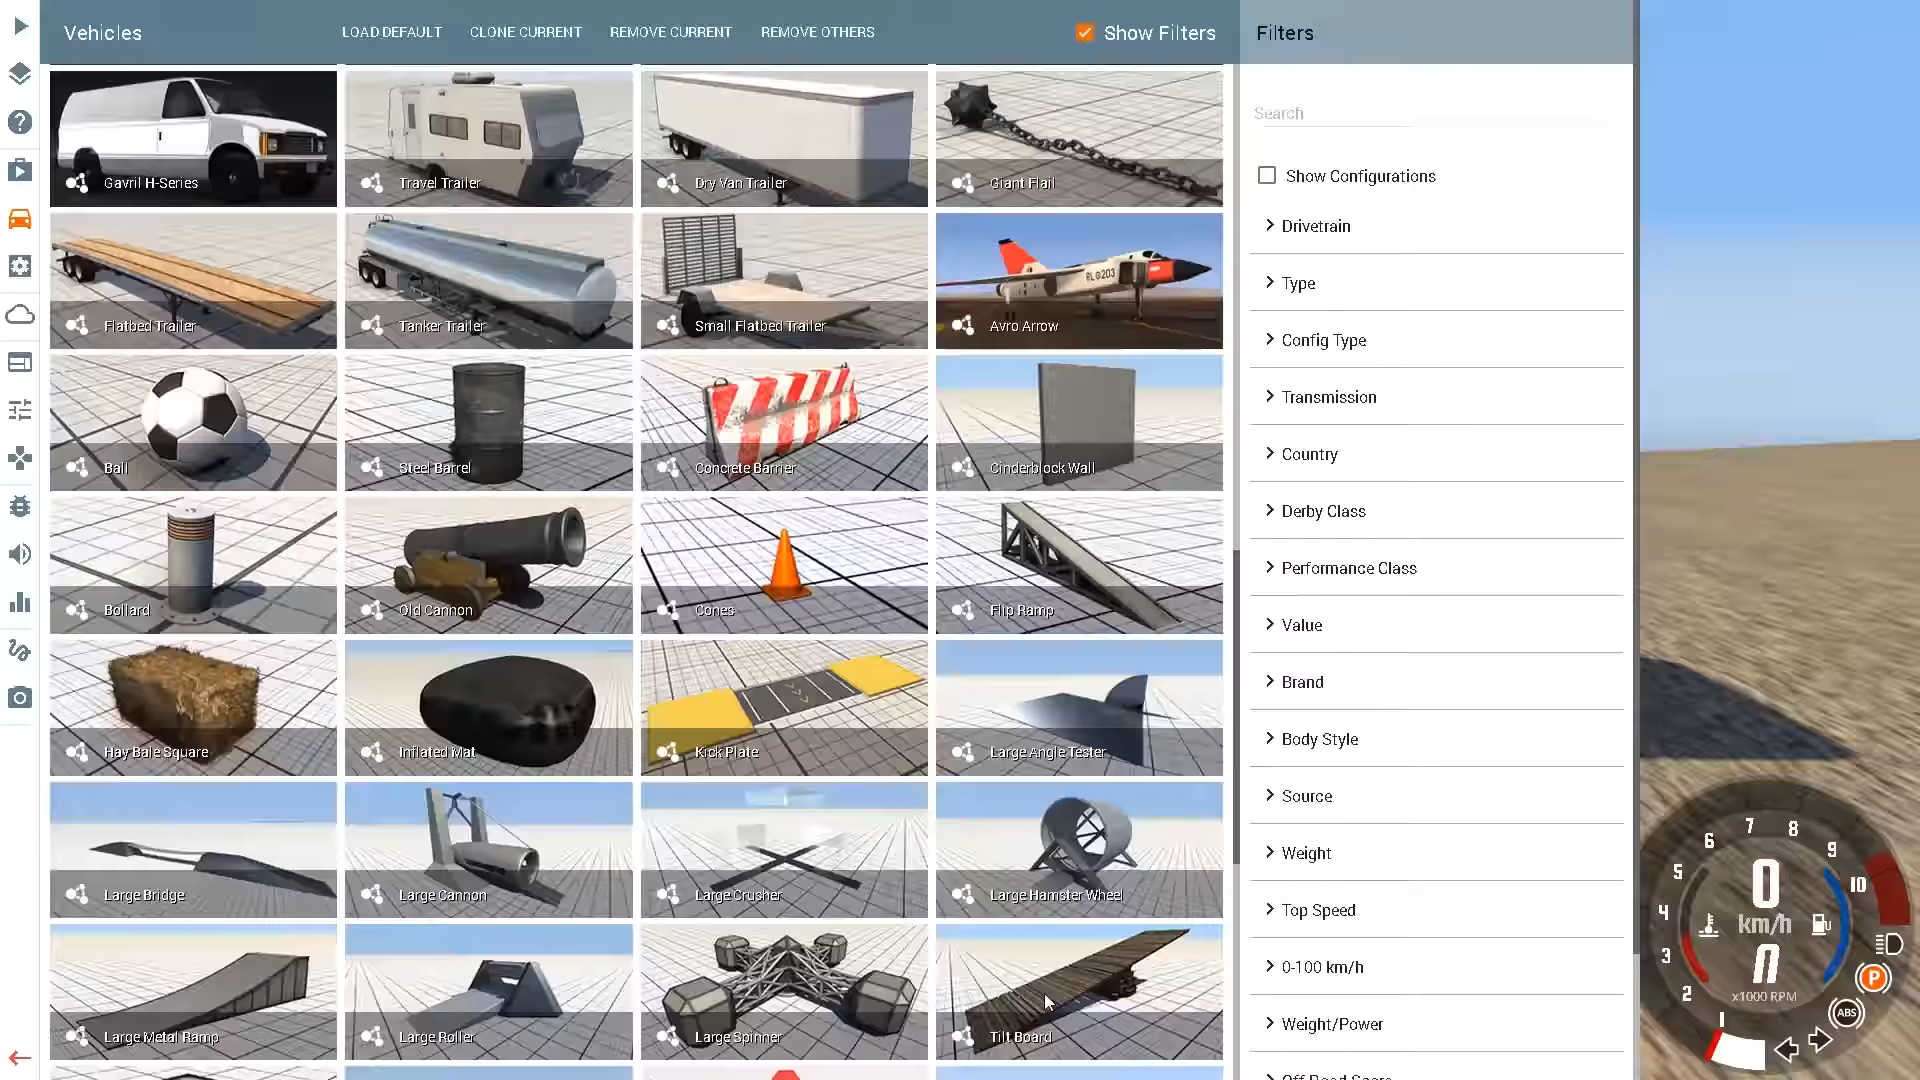 Vehicles
LOAD DEFAULT
CLONE CURRENT
REMOVE CURRENT
REMOVE OTHERS
Show Filters
Filters
Gavril H-Series
Travel Trailer
Dry Van Trailer
Giant Flail
Flatbed Trailer
Tanker Trailer
Small Flatbed Trailer
RL 203
Avro Arrow
Ball
Steel Barrel
Concrete Barrier
Cinderblock Wall
Bollard
Old Cannon
Cones
Flip Ramp
Hay Bale Square
Inflated Mat
Kick Plate
Large Angle Tester
Large Bridge
Large Cannon
Large Crusher
Large Hamster Wheel
Large Metal Ramp
Large Roller
Large Spinner
Tilt Board
Search
Show Configurations
Drivetrain
Type
Config Type
Transmission
Country
Derby Class
Performance Class
Value
Brand
Body Style
Source
Weight
Top Speed
0-100 km/h
Weight/Power
1
2
3
4
5
6
7
8
9
10
0
km/h
n
x1000 RPM
P
ABS